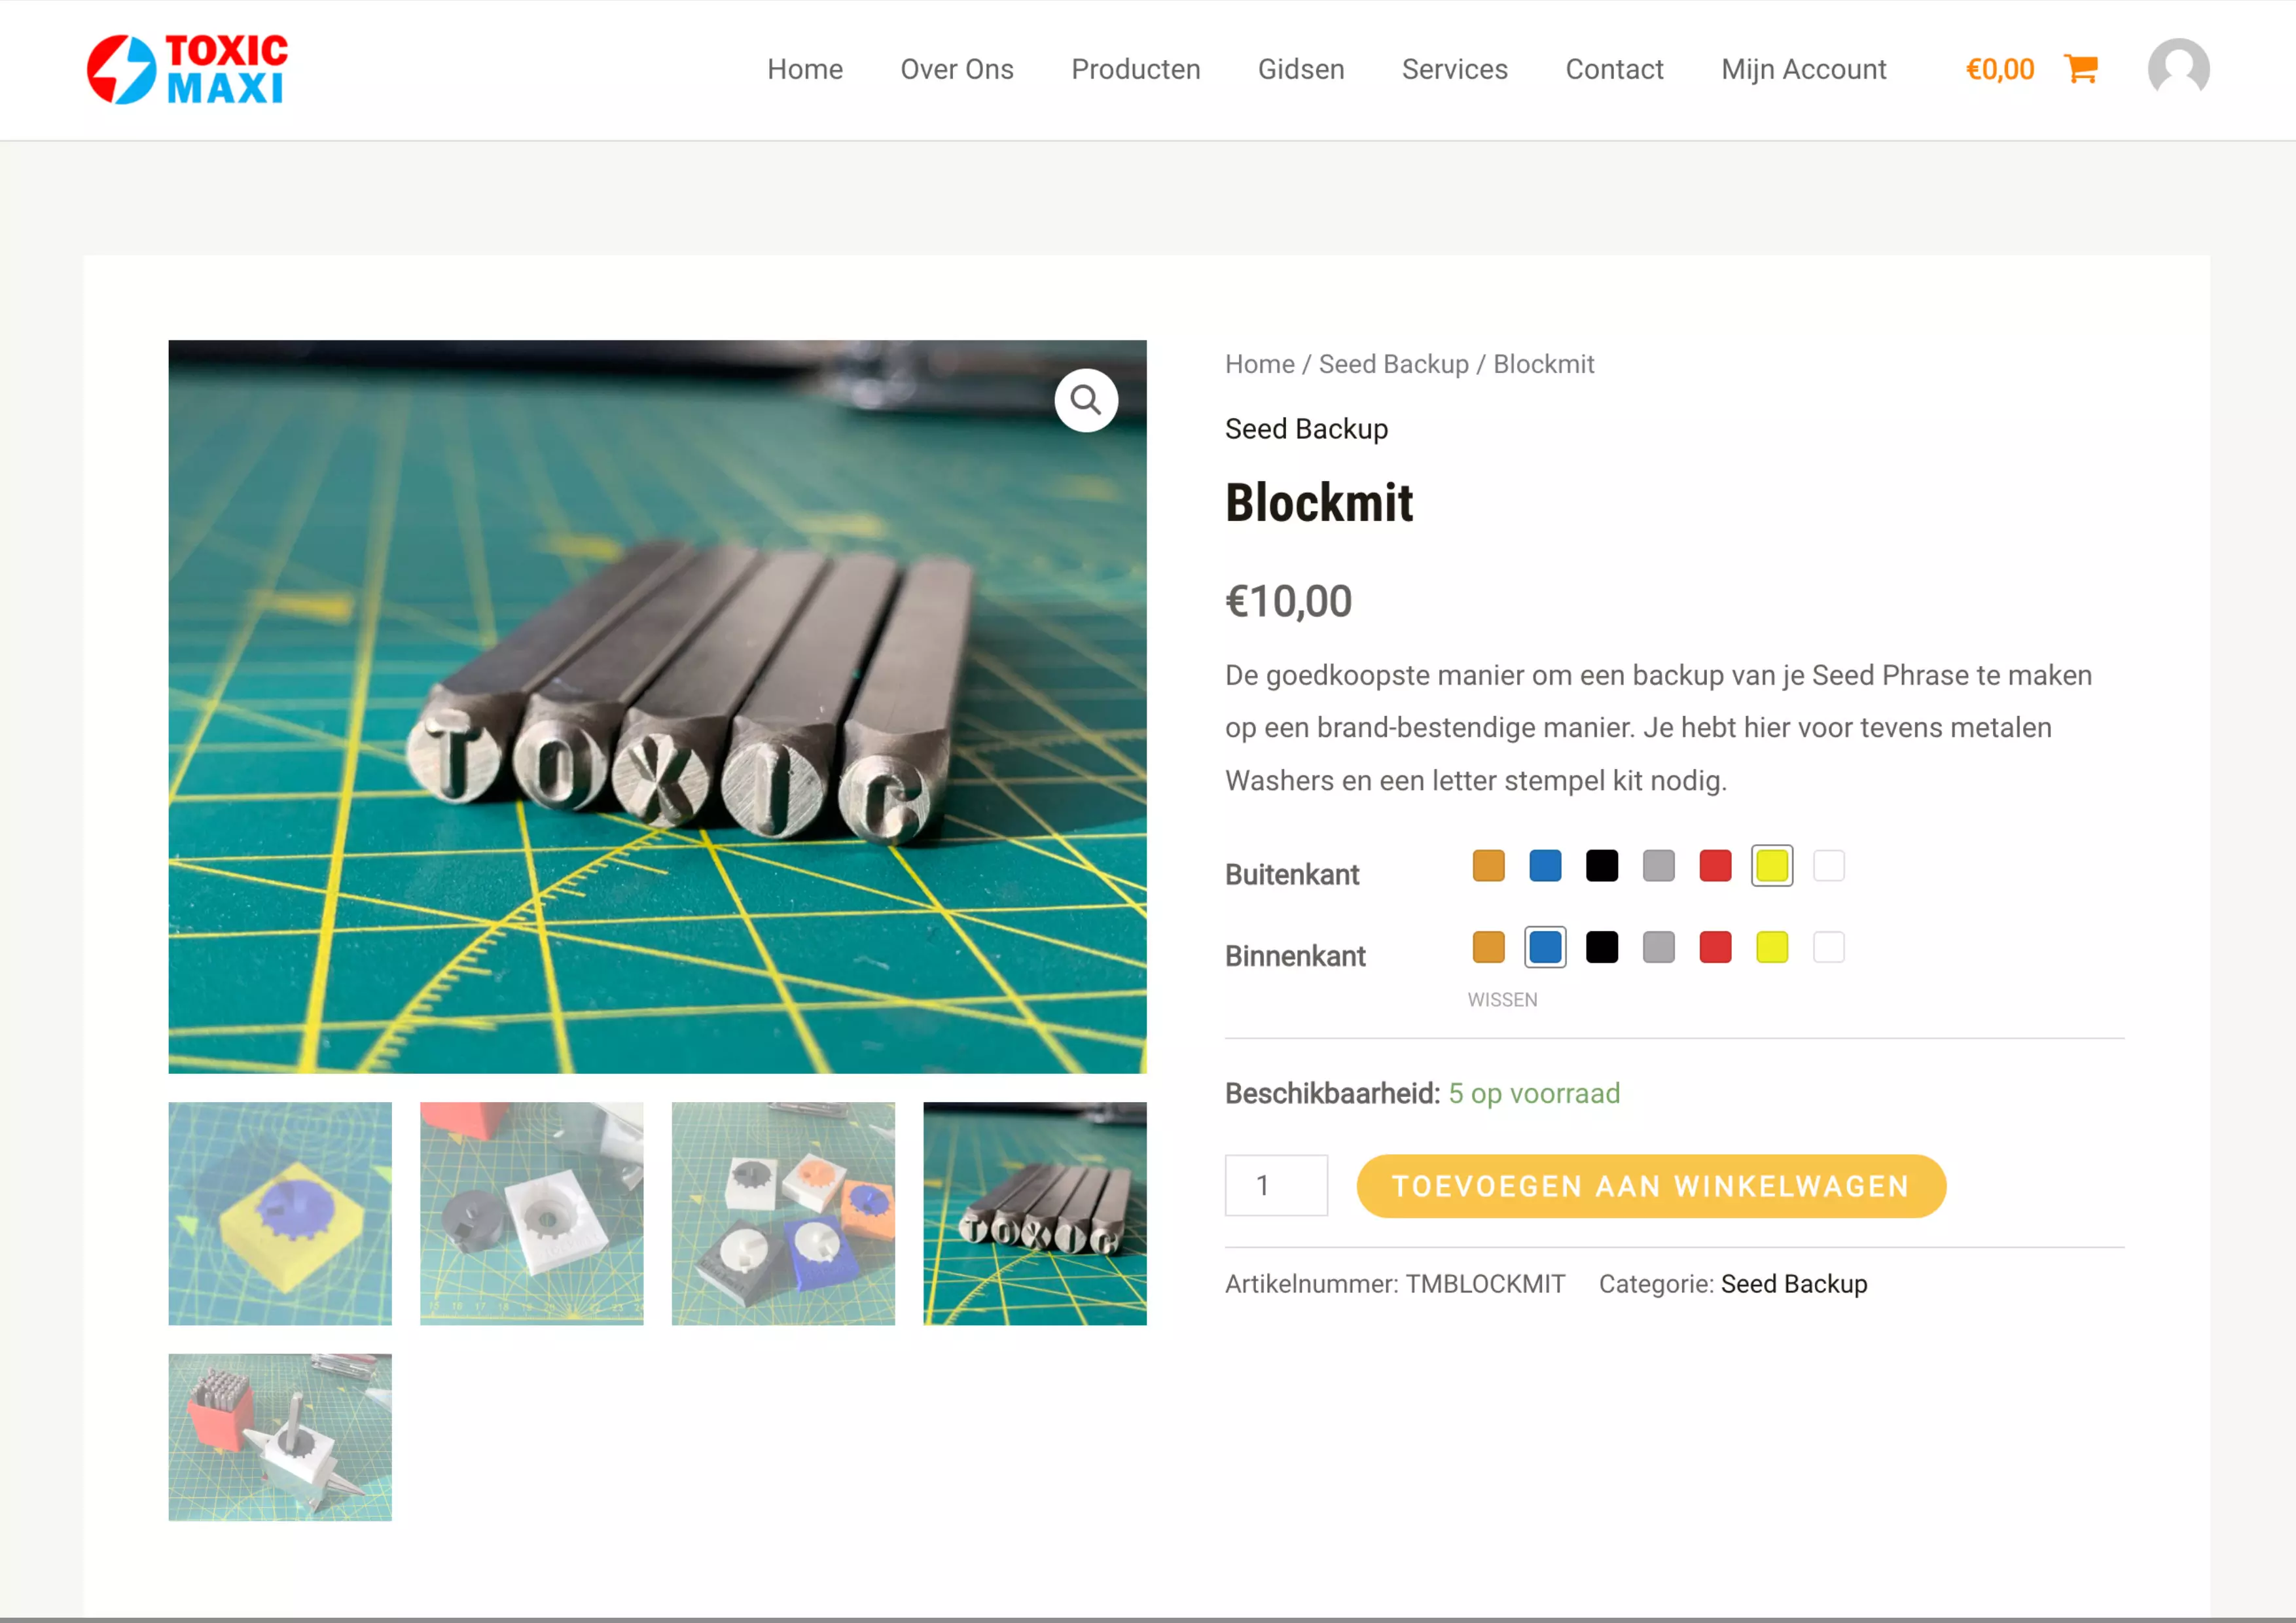 TOXIC
MAXI
Home
Over Ons
Producten
Gidsen
Services
Contact
Mijn Account
€0,00
TOXIC
Home / Seed Backup / Blockmit
Seed Backup
Blockmit
€10,00
De goedkoopste manier om een backup van je Seed Phrase te maken
op een brand-bestendige manier. Je hebt hier voor tevens metalen
Washers en een letter stempel kit nodig.
Buitenkant
Binnenkant
WISSEN
Beschikbaarheid: 5 op voorraad
1
TOEVOEGEN AAN WINKELWAGEN
Artikelnummer: TMBLOCKMIT
Categorie: Seed Backup
TOXIC